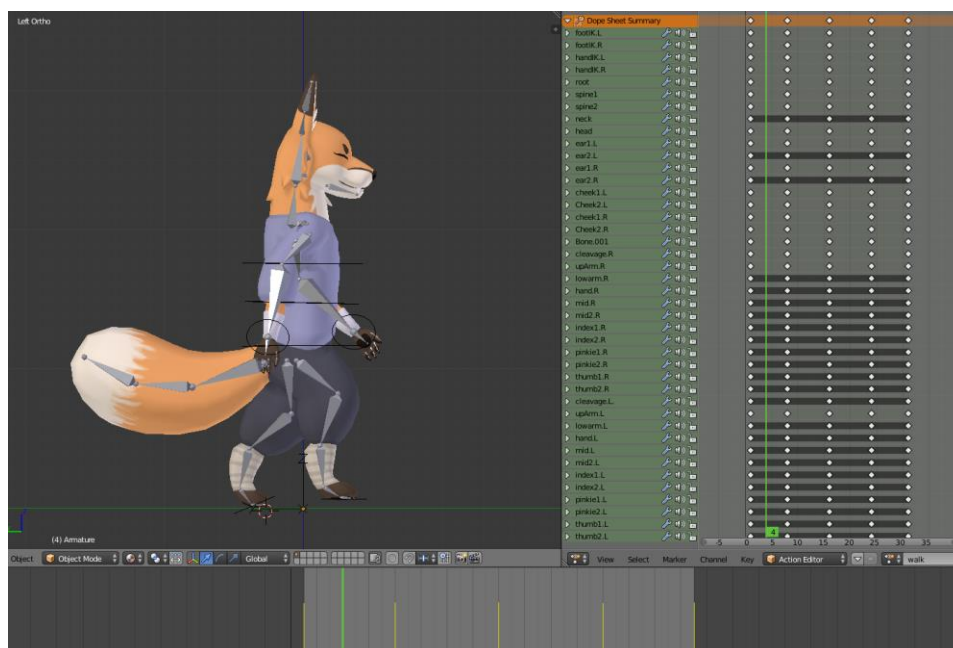 Left Ortho
Dope Sheet Summary
footIK.L
footIK.R
handIK.L
handIK.R
root
spine1
spine2
neck
head
ear1.L
ear2.L
ear1.R
ear2.R
cheek1.L
Cheek2.L
cheek1.R
Cheek2.R
Bone.001
cleavage.R
upArm.R
lowarm.R
hand.R
mid.R
mid2.R
index1.R
index2.R
pinkie1.R
pinkie2.R
thumb1.R
thumb2.R
cleavage.L
upArm.L
lowarm.L
hand.L
mid.L
mid2.L
index1.L
index2.L
pinkie1.L
pinkie2.L
thumb1.L
thumb2.L
4
-5 5 10 15 20 25 30 35
(4) Armature
Object Object Mode Global View Select Marker Channel Key Action Editor walk